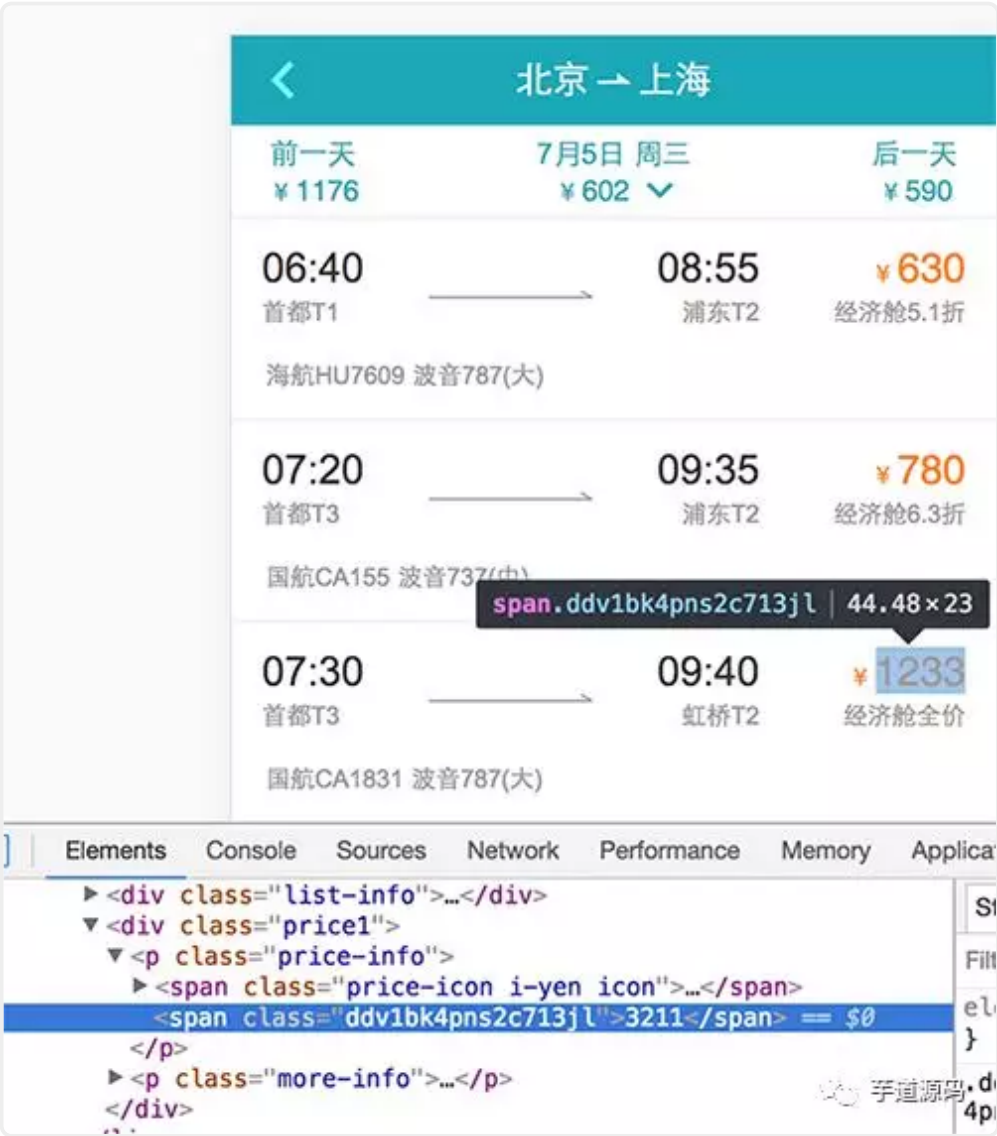 北京 上海
前一天 7月5日 周三 后一天
¥ 1176 ¥ 602 ¥ 590
06:40 08:55 ¥ 630
首都T1 浦东T2 经济舱5.1折
海航HU7609 波音787(大)
07:20 09:35 ¥ 780
首都T3 浦东T2 经济舱6.3折
国航CA155 波音737(中)
span.ddv1bk4pns2c713jl | 44.48×23
07:30 09:40 ¥ 1233
首都T3 虹桥T2 经济舱全价
国航CA1831 波音787(大)
Elements Console Sources Network Performance Memory Applica
▶<div class="list-info">…</div>
▼<div class="price1">
▼<p class="price-info">
▶<span class="price-icon i-yen icon">…</span>
<span class="ddv1bk4pns2c713jl">3211</span> == $0
</p>
▶<p class="more-info">…</p>
</div>
St
Filt
ele
}
.dd
4p
芋道源码